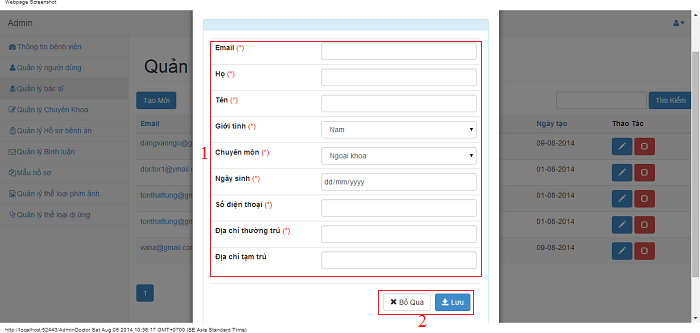 Webpage Screenshot
Admin
Thông tin bệnh viện
Quản lý người dùng
Quản lý bác sĩ
Quản lý Chuyên Khoa
Quản lý Hồ sơ bệnh án
Quản lý Bình luận
Mẫu hồ sơ
Quản lý thể loại phim ảnh
Quản lý thể loại dị ứng
Quản
Tạo Mới
Tìm Kiếm
Email Ngày tạo Thao Tác
dangvanngu@g 09-08-2014
doctor1@ymail.c 01-08-2014
tonthattung@gm 01-08-2014
tonthattung@gm 01-08-2014
vana@gmail.co 09-08-2014
1
1
Email (*)
Họ (*)
Tên (*)
Giới tính (*) Nam
Chuyên môn (*) Ngoại khoa
Ngày sinh (*) dd/mm/yyyy
Số điện thoại (*)
Địa chỉ thường trú (*)
Địa chỉ tạm trú
Bỏ Qua Lưu
2
http://localhost:52443/AdminDoctor Sat Aug 09 2014 10:36:17 GMT+0700 (SE Asia Standard Time)